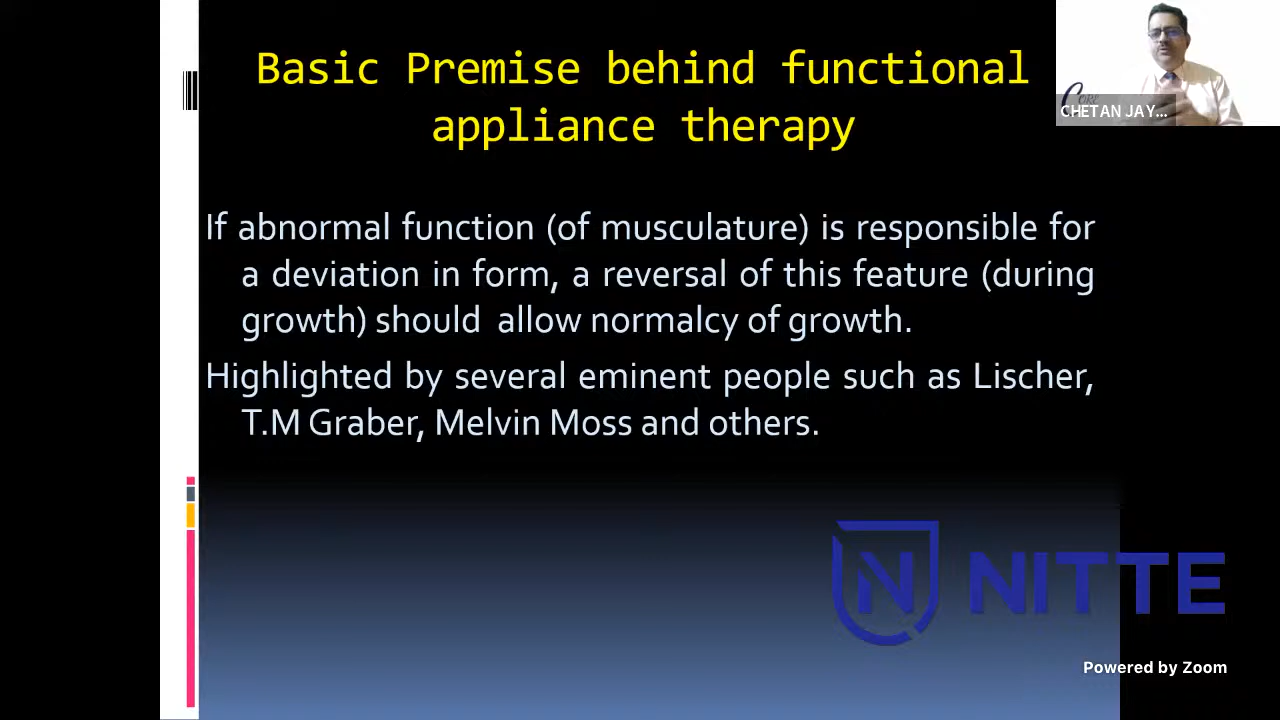 Basic Premise behind functional
appliance therapy
CHETAN JAY...
If abnormal function (of musculature) is responsible for
a deviation in form, a reversal of this feature (during
growth) should allow normalcy of growth.
Highlighted by several eminent people such as Lischer,
T.M Graber, Melvin Moss and others.
N NITTE
Powered by Zoom